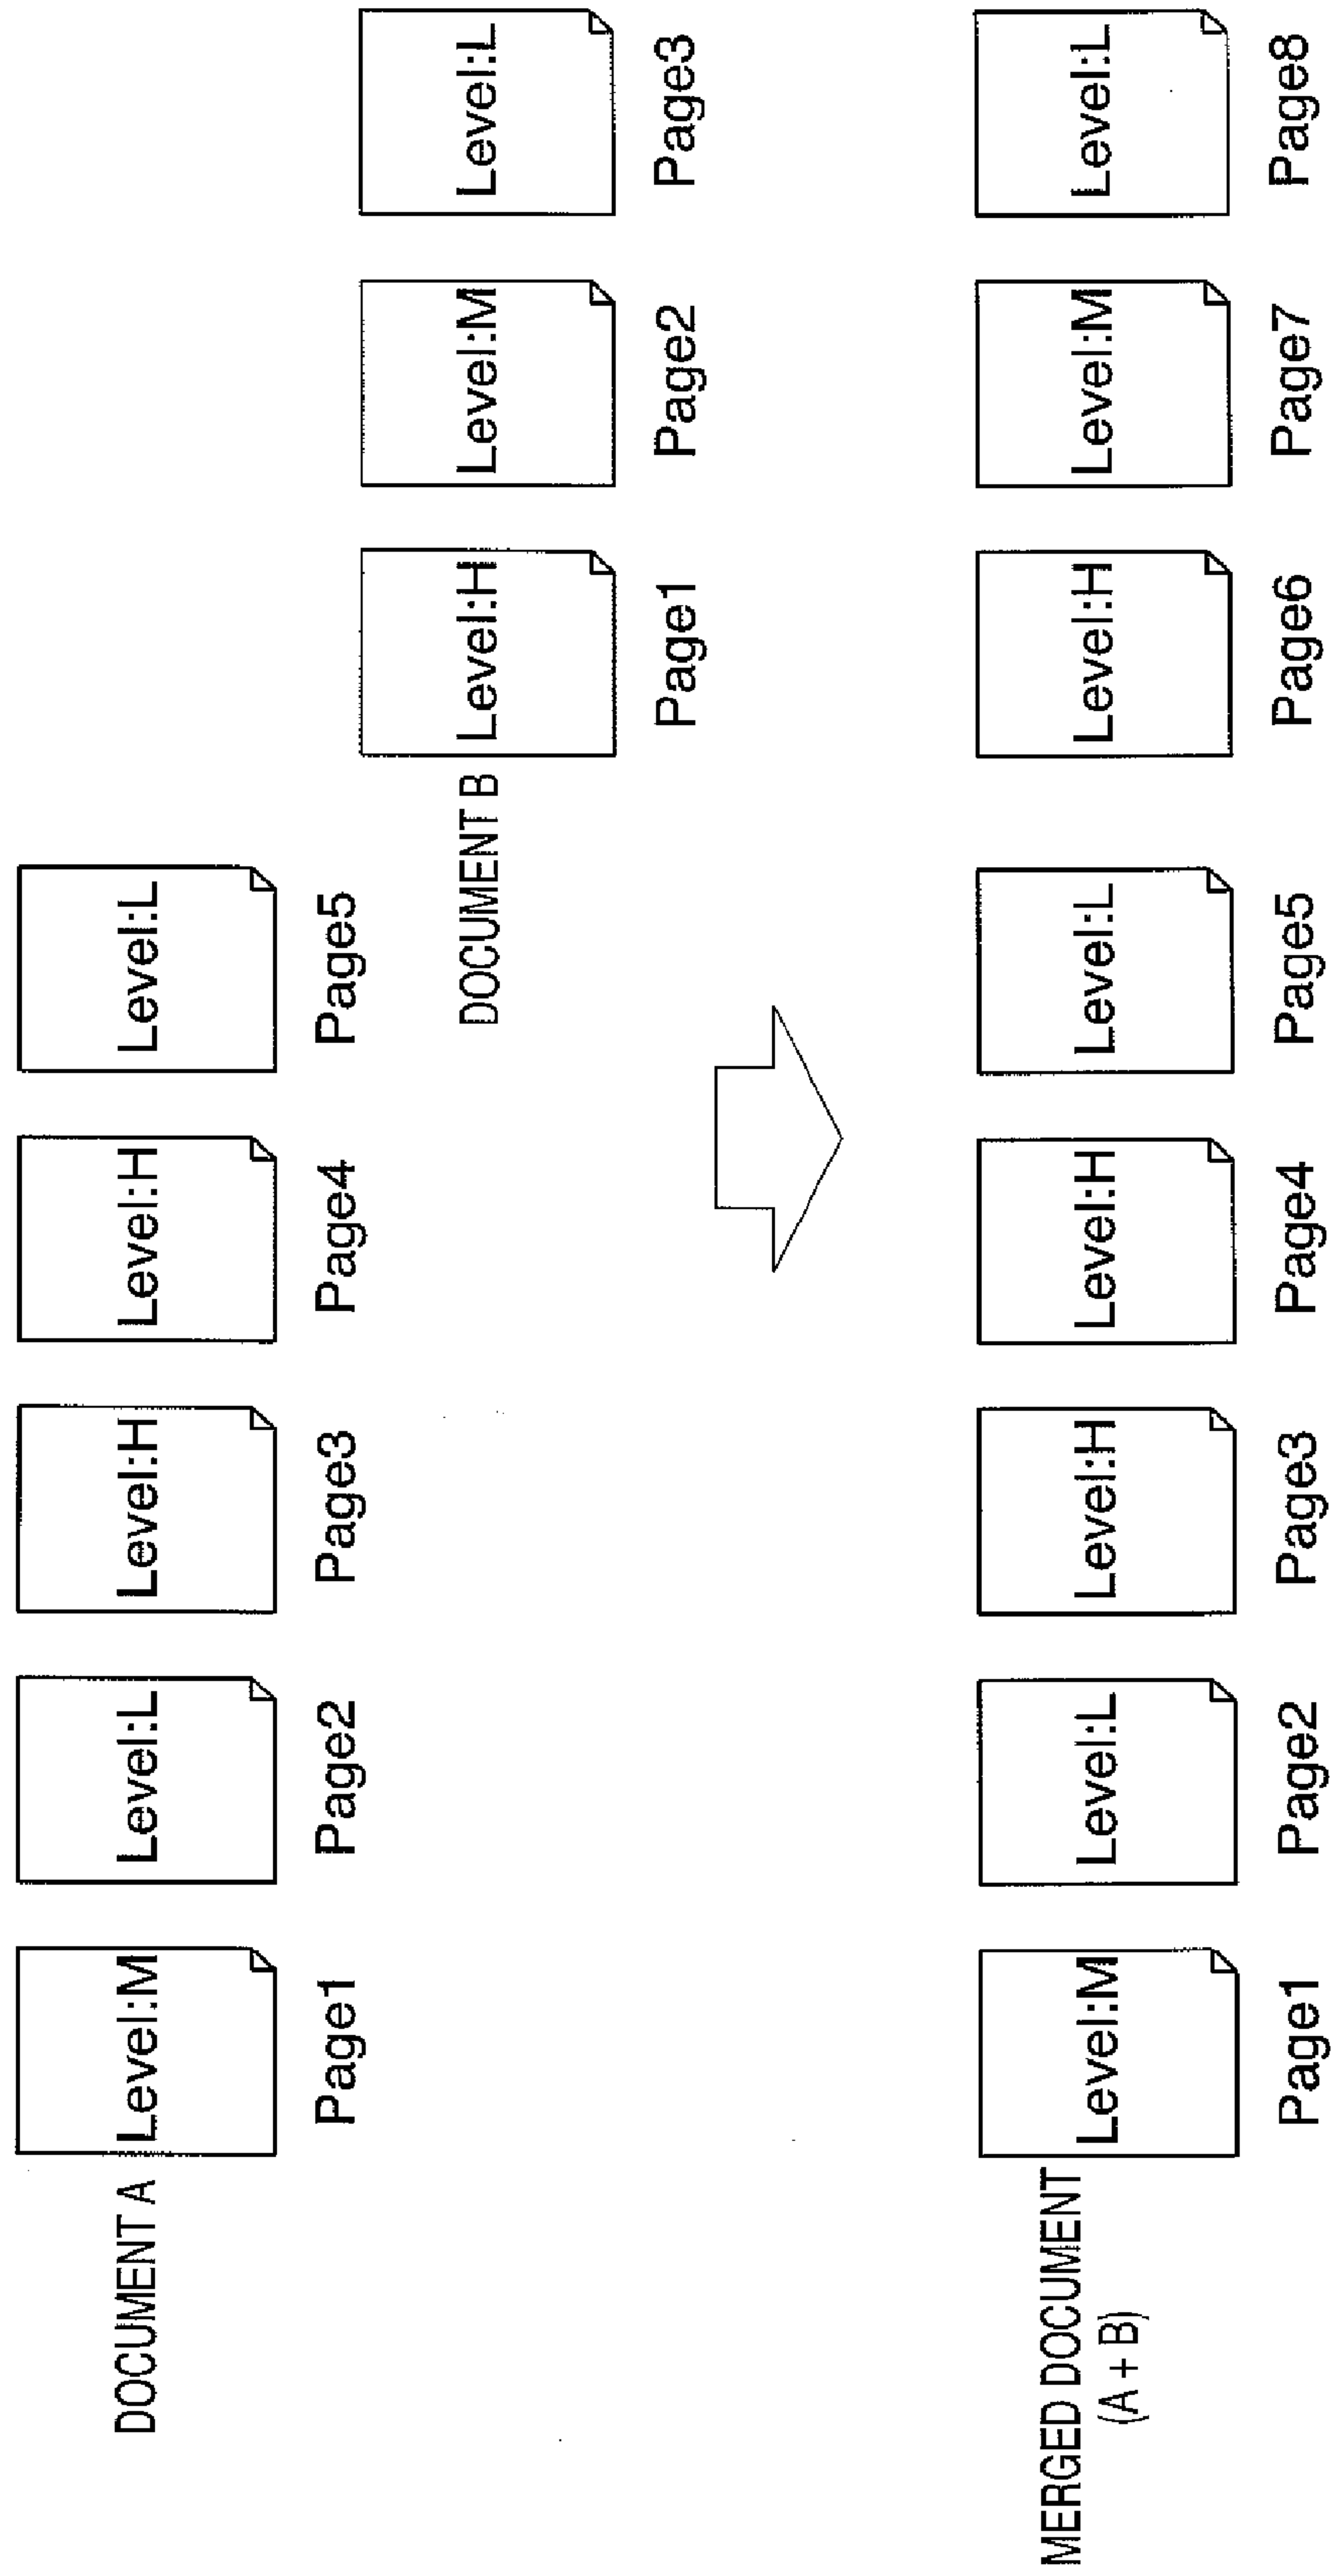 DOCUMENT A
Level:M
Level:L
Level:H
Level:H
Level:L
Page1
Page2
Page3
Page4
Page5
DOCUMENT B
Level:H
Level:M
Level:L
Page1
Page2
Page3
MERGED DOCUMENT
(A + B)
Level:M
Level:L
Level:H
Level:H
Level:L
Level:H
Level:M
Level:L
Page1
Page2
Page3
Page4
Page5
Page6
Page7
Page8